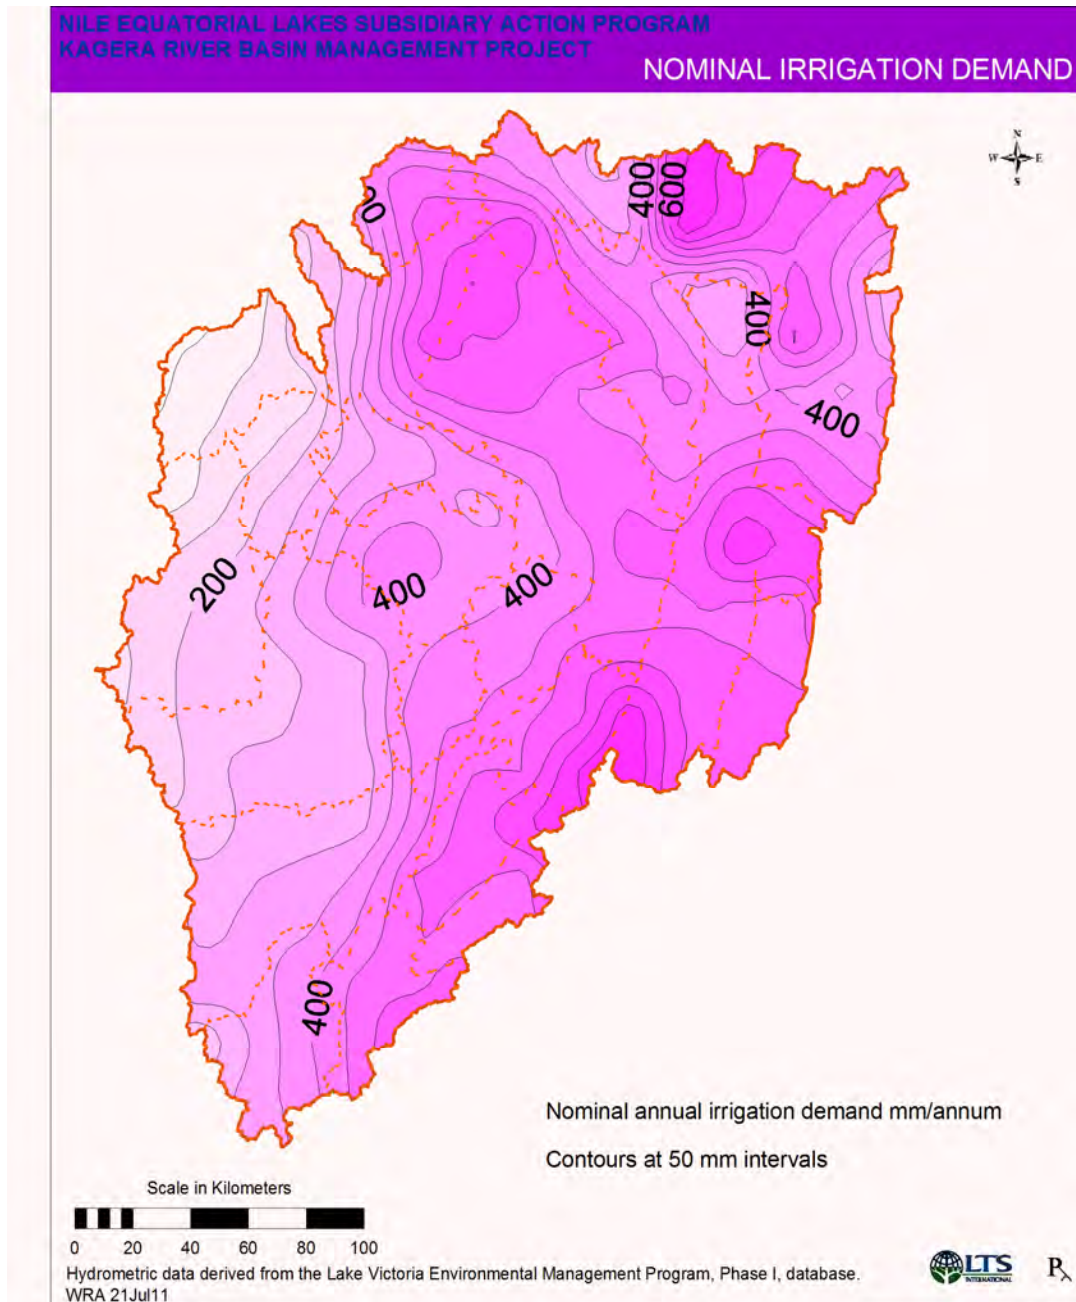 NILE EQUATORIAL LAKES SUBSIDIARY ACTION PROGRAM
KAGERA RIVER BASIN MANAGEMENT PROJECT
NOMINAL IRRIGATION DEMAND
N
W E
S
400
600
400
400
200
400
400
400
Nominal annual irrigation demand mm/annum
Contours at 50 mm intervals
Scale in Kilometers
0 20 40 60 80 100
Hydrometric data derived from the Lake Victoria Environmental Management Program, Phase I, database.
WRA 21Jul11
LTS
INTERNATIONAL